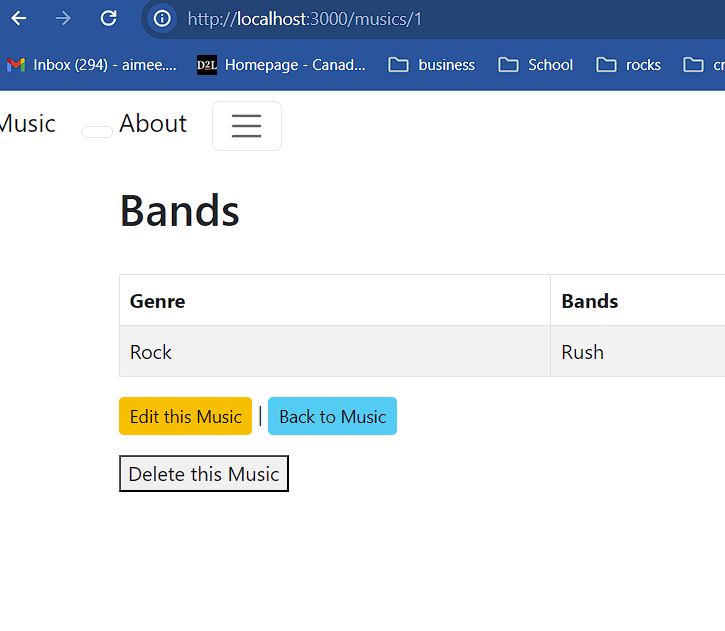 http://localhost:3000/musics/1
Inbox (294) - aimee.... D2L Homepage - Canad... business School rocks cr
Music About
Bands
Genre Bands
Rock Rush
Edit this Music | Back to Music
Delete this Music